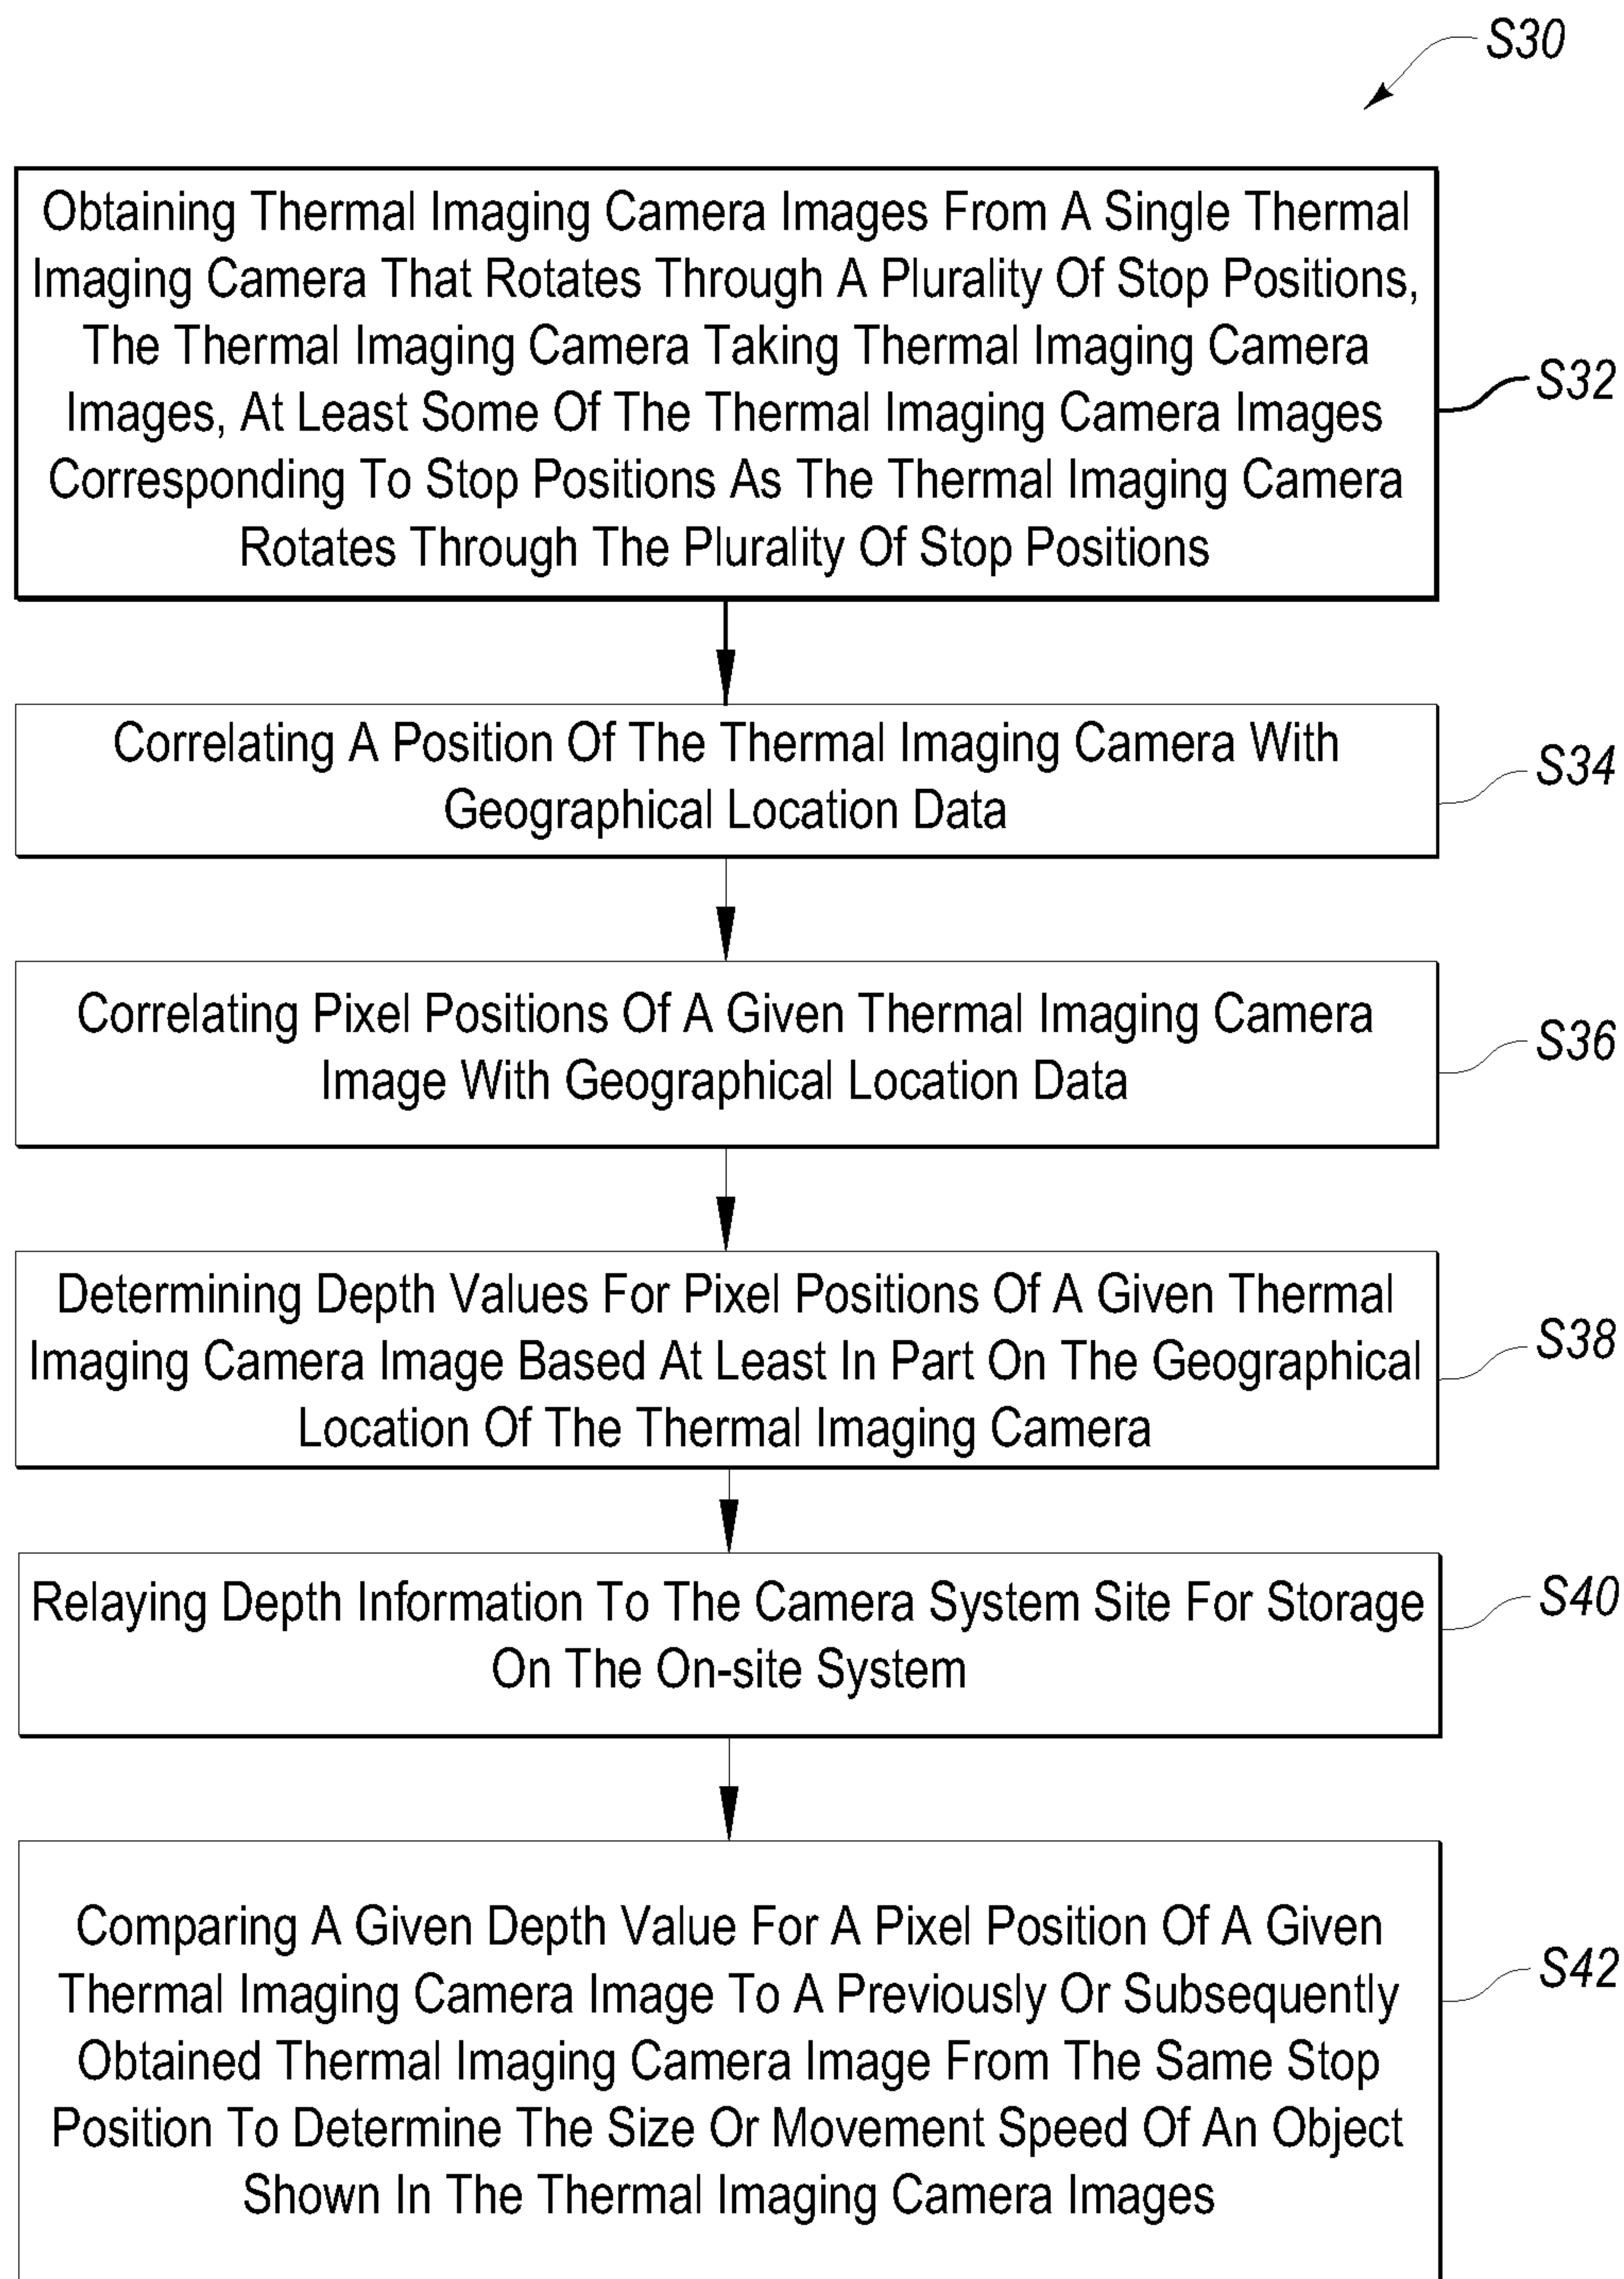 S30
Obtaining Thermal Imaging Camera Images From A Single Thermal
Imaging Camera That Rotates Through A Plurality Of Stop Positions,
The Thermal Imaging Camera Taking Thermal Imaging Camera
Images, At Least Some Of The Thermal Imaging Camera Images
Corresponding To Stop Positions As The Thermal Imaging Camera
Rotates Through The Plurality Of Stop Positions
S32
Correlating A Position Of The Thermal Imaging Camera With
Geographical Location Data
S34
Correlating Pixel Positions Of A Given Thermal Imaging Camera
Image With Geographical Location Data
S36
Determining Depth Values For Pixel Positions Of A Given Thermal
Imaging Camera Image Based At Least In Part On The Geographical
Location Of The Thermal Imaging Camera
S38
Relaying Depth Information To The Camera System Site For Storage
On The On-site System
S40
Comparing A Given Depth Value For A Pixel Position Of A Given
Thermal Imaging Camera Image To A Previously Or Subsequently
Obtained Thermal Imaging Camera Image From The Same Stop
Position To Determine The Size Or Movement Speed Of An Object
Shown In The Thermal Imaging Camera Images
S42